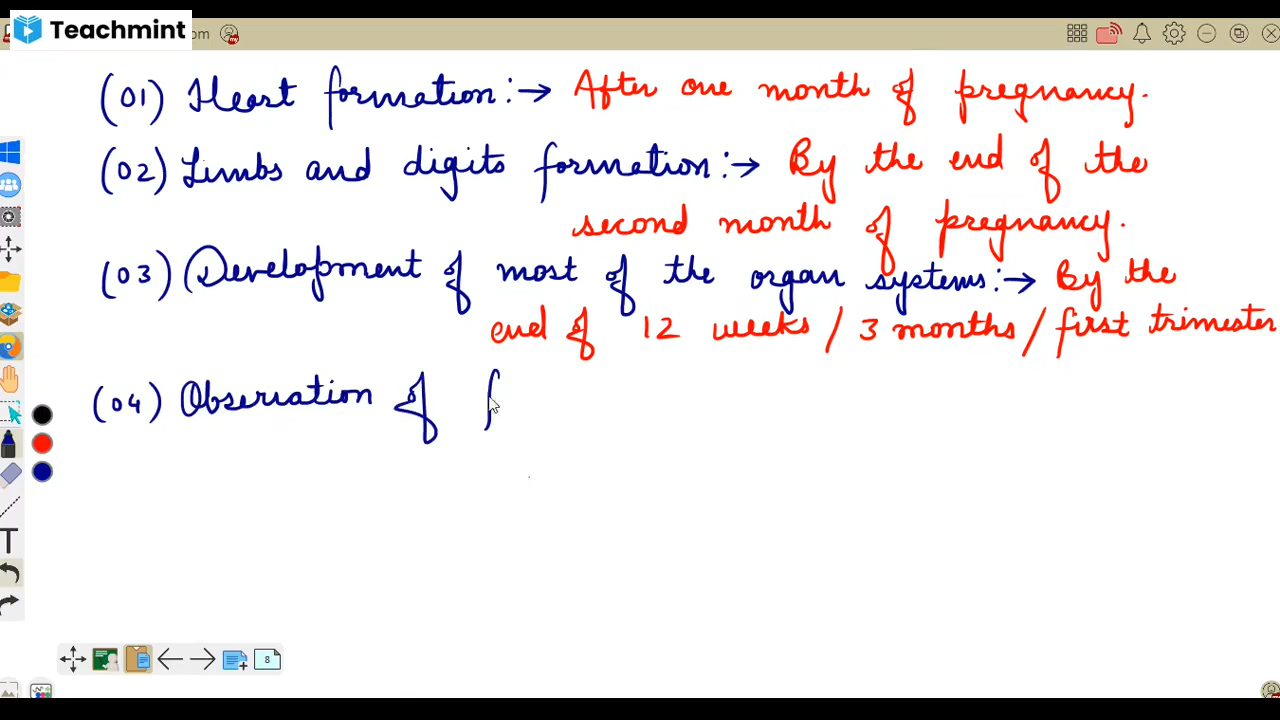 Teachmint
om
(01) Heart formation:→ After one month of pregnancy.
(02) Limbs and digits formation:→ By the end of the
second month of pregnancy.
(03) Development of most of the organ systems:→ By the
end of 12 weeks / 3 months / first trimester
(04) Observation of f
T
8